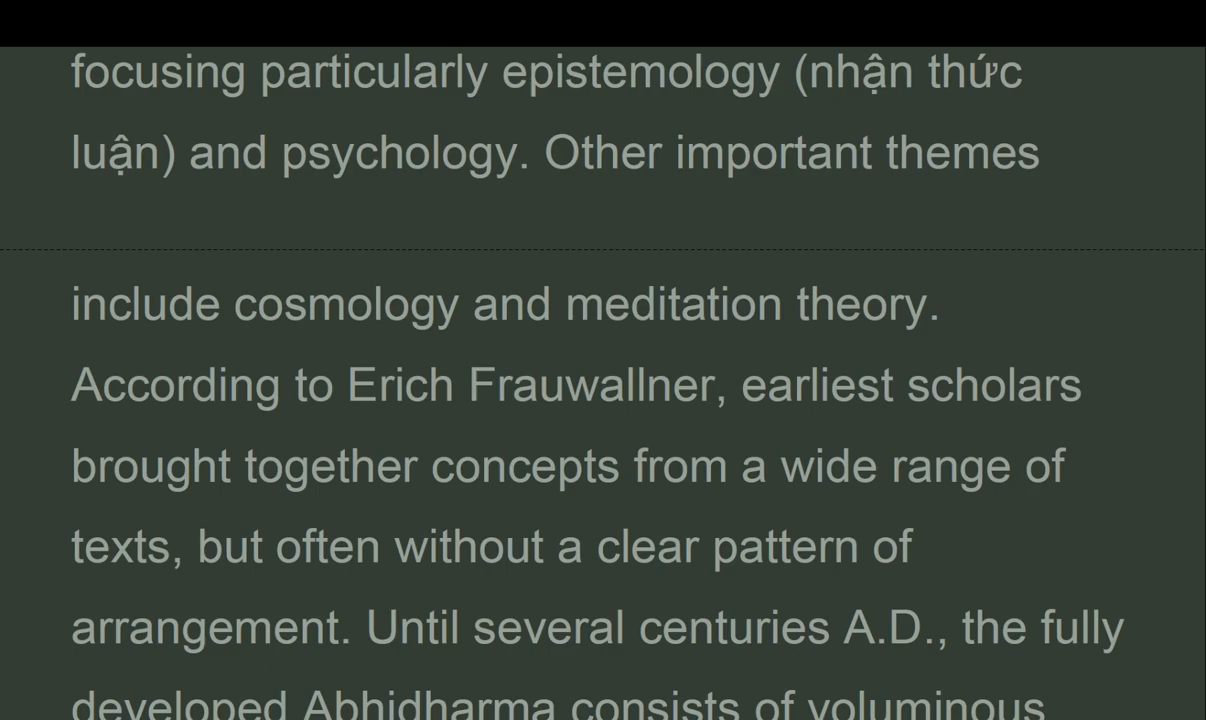 focusing particularly epistemology (nhận thức
luận) and psychology. Other important themes
include cosmology and meditation theory.
According to Erich Frauwallner, earliest scholars
brought together concepts from a wide range of
texts, but often without a clear pattern of
arrangement. Until several centuries A.D., the fully
developed Abhidharma consists of voluminous